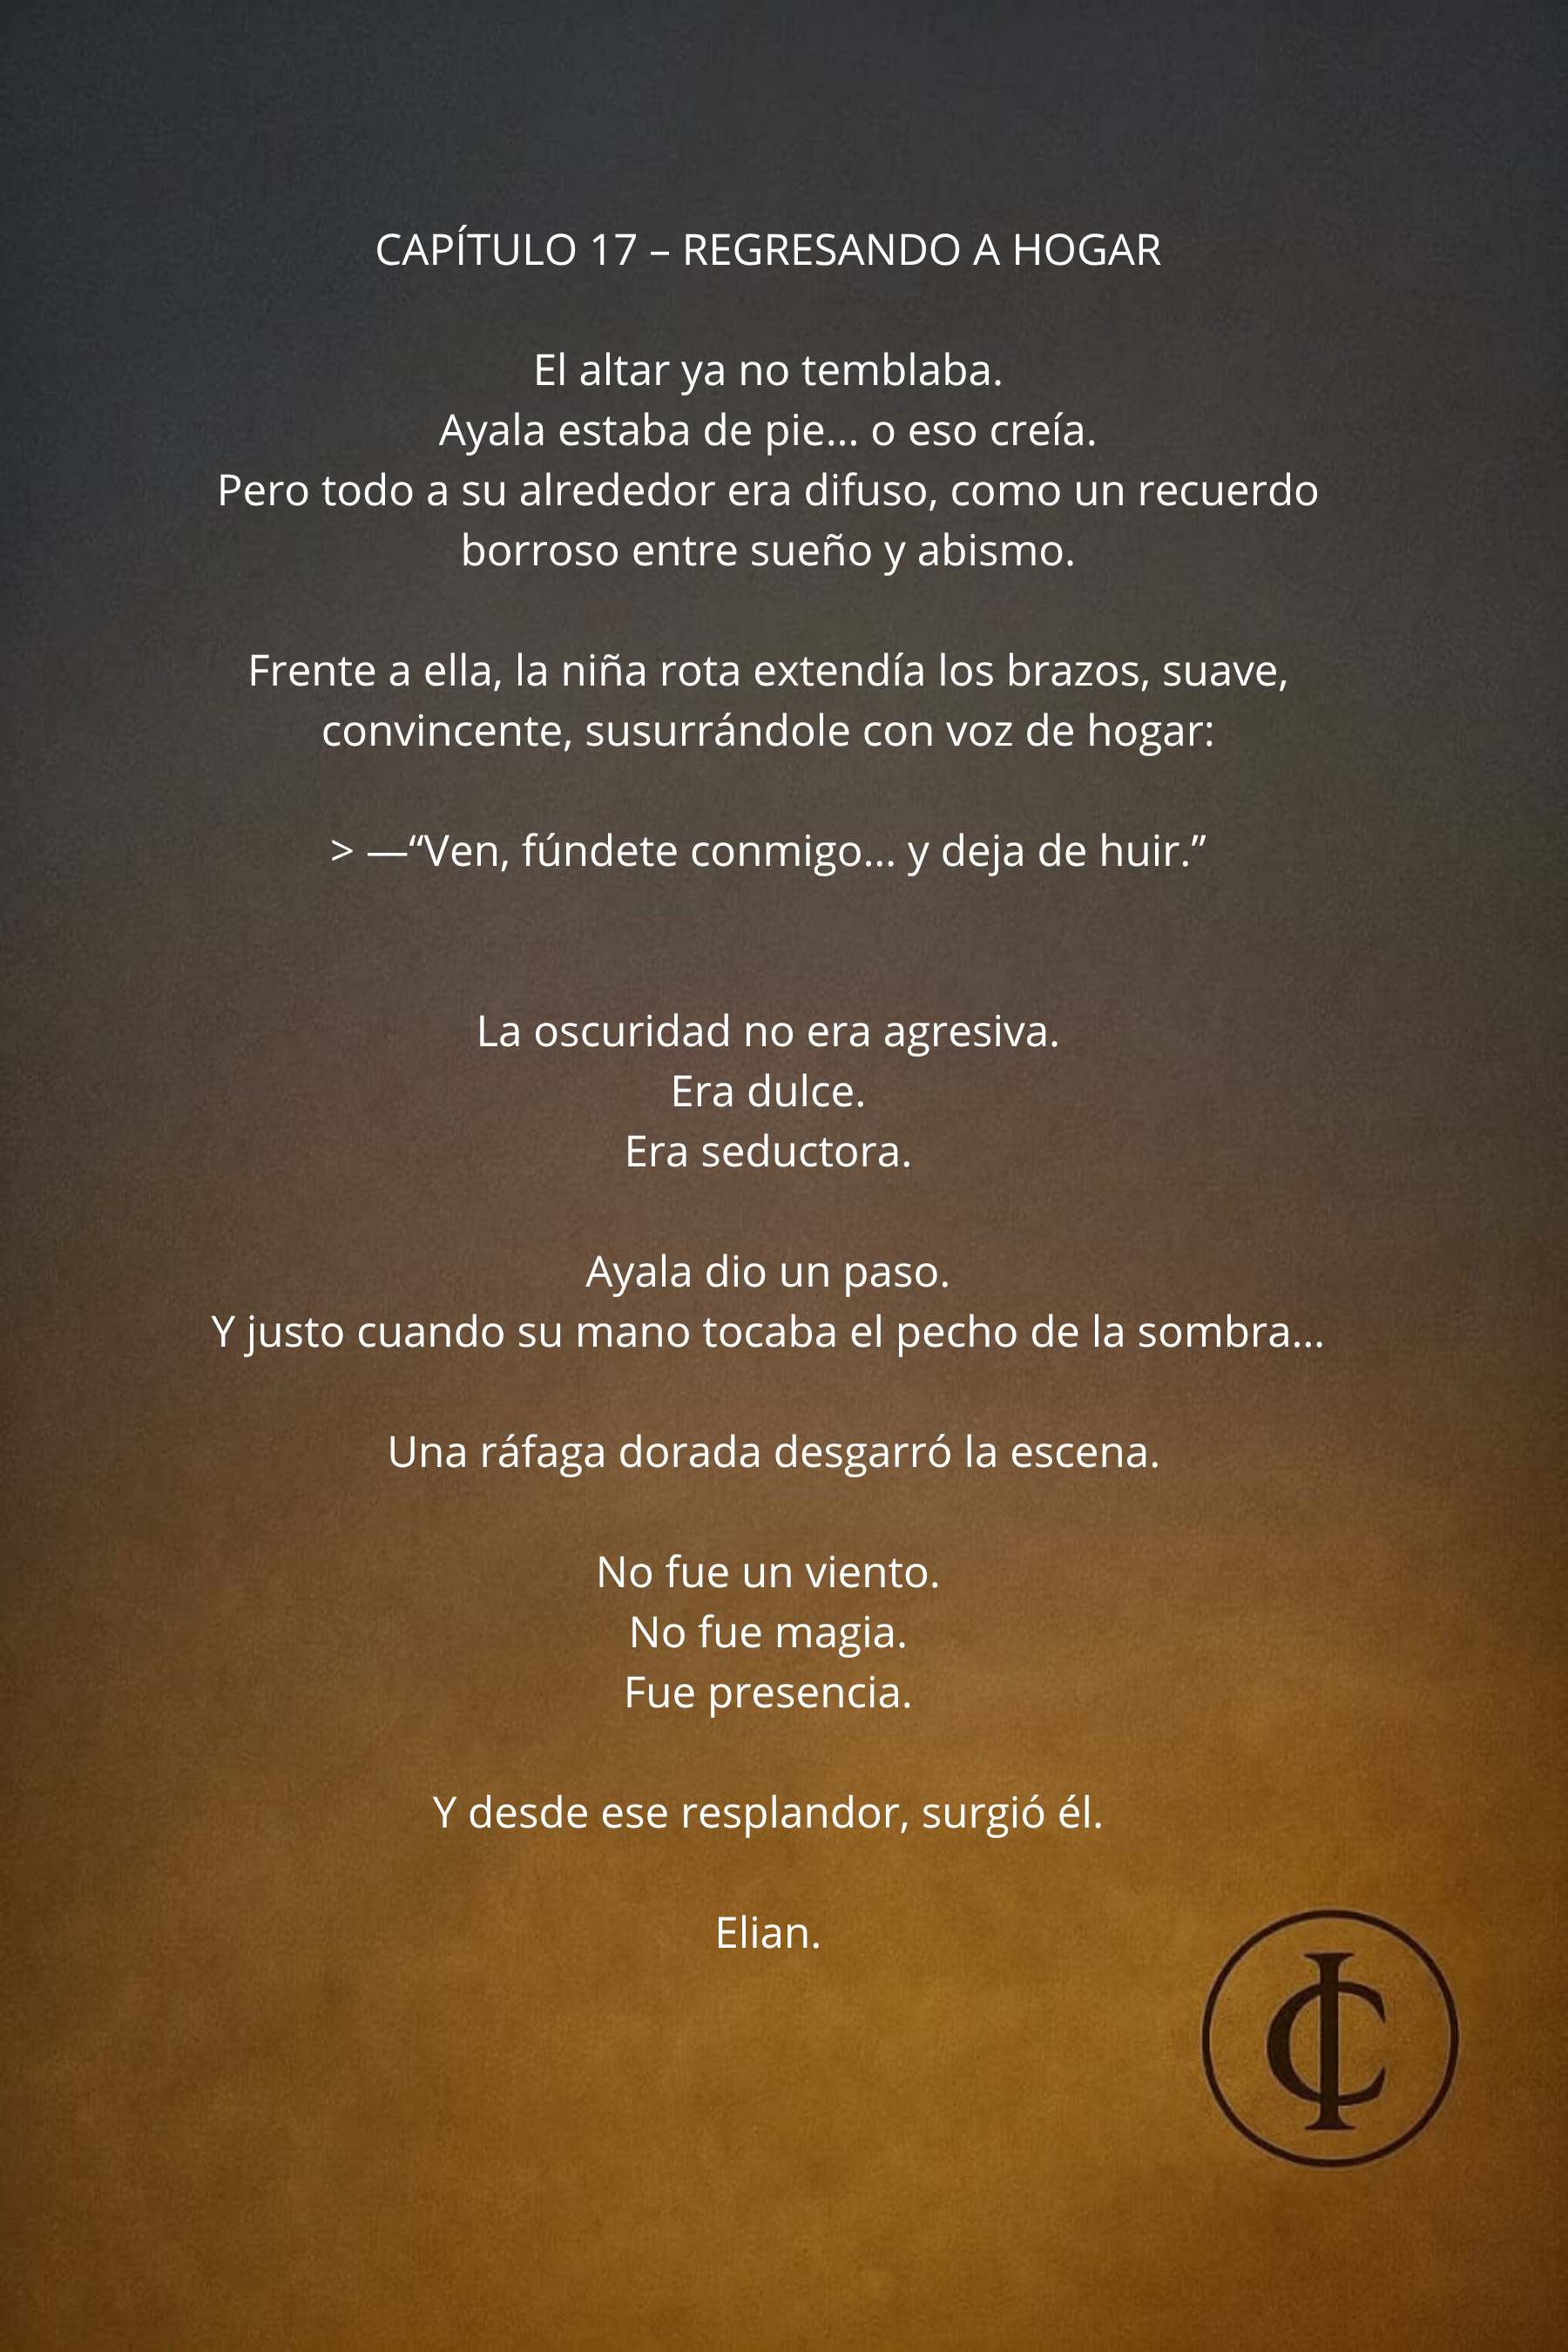 CAPÍTULO 17 – REGRESANDO A HOGAR
El altar ya no temblaba.
Ayala estaba de pie… o eso creía.
Pero todo a su alrededor era difuso, como un recuerdo
borroso entre sueño y abismo.
Frente a ella, la niña rota extendía los brazos, suave,
convincente, susurrándole con voz de hogar:
> —“Ven, fúndete conmigo… y deja de huir.”
La oscuridad no era agresiva.
Era dulce.
Era seductora.
Ayala dio un paso.
Y justo cuando su mano tocaba el pecho de la sombra…
Una ráfaga dorada desgarró la escena.
No fue un viento.
No fue magia.
Fue presencia.
Y desde ese resplandor, surgió él.
Elian.